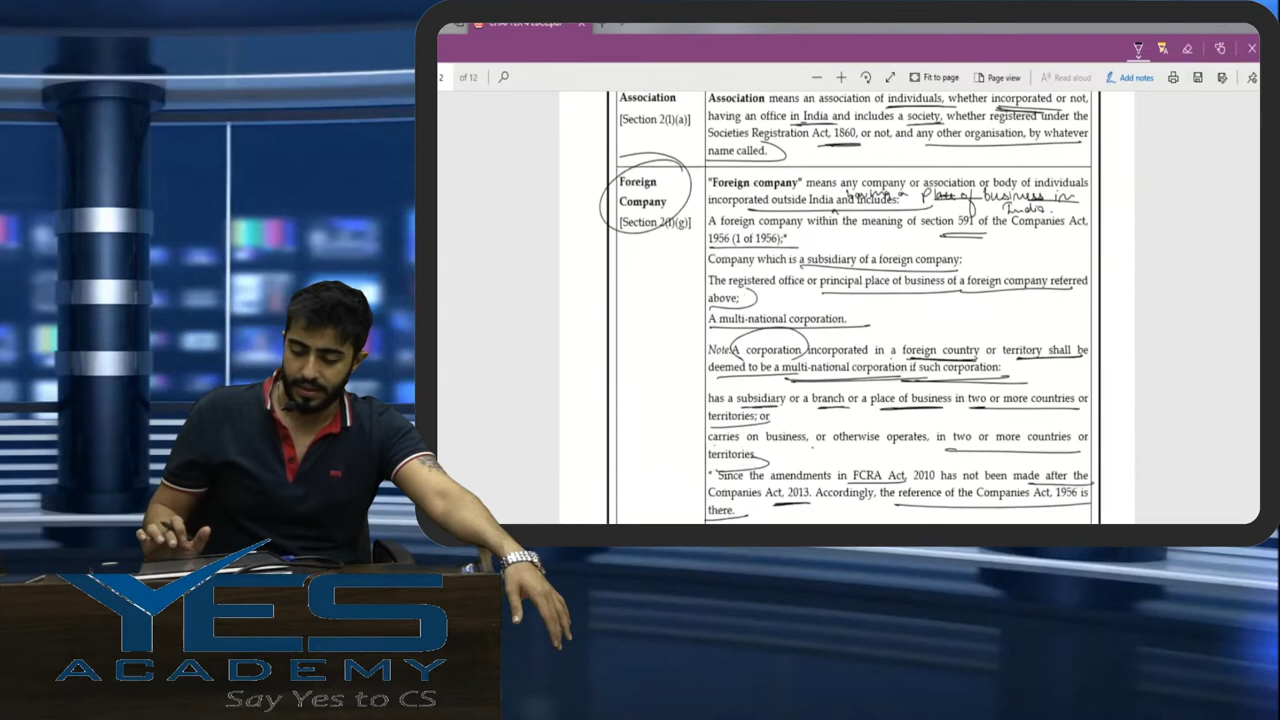 CHAPTER 4
2 of 12
Fit to page
Page view
Read aloud
Add notes
Association
[Section 2(1)(a)]
Association means an association of individuals, whether incorporated or not,
having an office in India and includes a society, whether registered under the
Societies Registration Act, 1860, or not, and any other organisation, by whatever
name called.
Foreign
Company
[Section 2(1)(g)]
"Foreign company" means any company or association or body of individuals
incorporated outside India and includes:
having a place of business in
India.
A foreign company within the meaning of section 591 of the Companies Act,
1956 (1 of 1956);*
Company which is a subsidiary of a foreign company;
The registered office or principal place of business of a foreign company referred
above;
A multi-national corporation.
Note:A corporation incorporated in a foreign country or territory shall be
deemed to be a multi-national corporation if such corporation:
has a subsidiary or a branch or a place of business in two or more countries or
territories; or
carries on business, or otherwise operates, in two or more countries or
territories.
* Since the amendments in FCRA Act, 2010 has not been made after the
Companies Act, 2013. Accordingly, the reference of the Companies Act, 1956 is
there.
YES
ACADEMY
Say Yes to CS